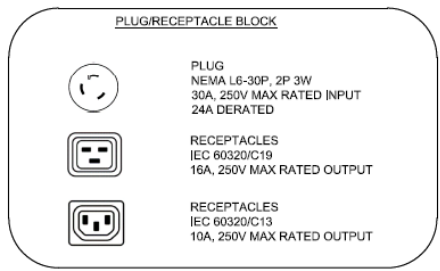 PLUG/RECEPTACLE BLOCK
PLUG
NEMA L6-30P, 2P 3W
30A, 250V MAX RATED INPUT
24A DERATED
RECEPTACLES
IEC 60320/C19
16A, 250V MAX RATED OUTPUT
RECEPTACLES
IEC 60320/C13
10A, 250V MAX RATED OUTPUT